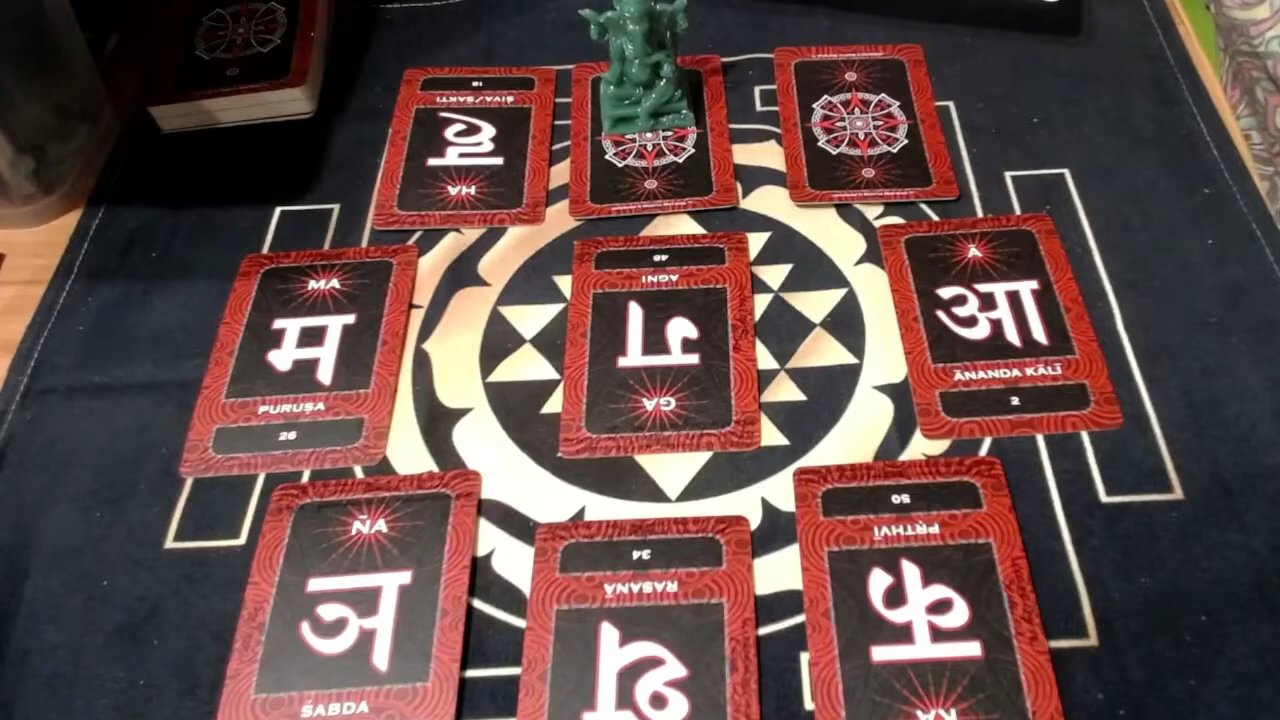 HA
ह
ŚIVA/ŚAKTI
18
MA
म
PURUṢA
26
GA
ग
AGNI
48
Ā
आ
ĀNANDA KĀLĪ
2
ÑA
ञ
ŚABDA
थ
RASANĀ
34
KA
क
PṚTHVĪ
50